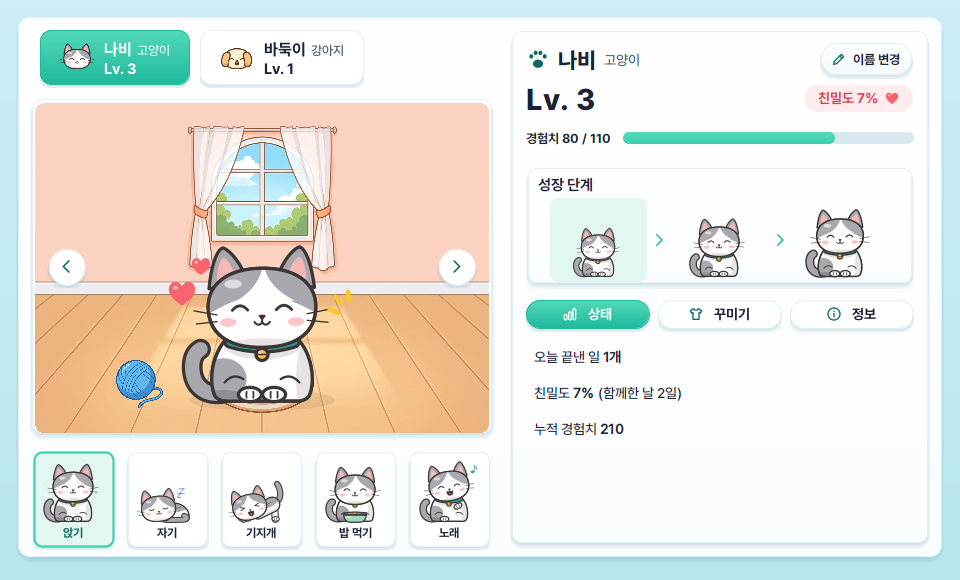 나비 고양이
Lv. 3
바둑이 강아지
Lv. 1
앉기
자기
기지개
밥 먹기
노래
나비 고양이
이름 변경
Lv. 3
친밀도 7%
경험치 80 / 110
성장 단계
상태
꾸미기
정보
오늘 끝낸 일 1개
친밀도 7% (함께한 날 2일)
누적 경험치 210